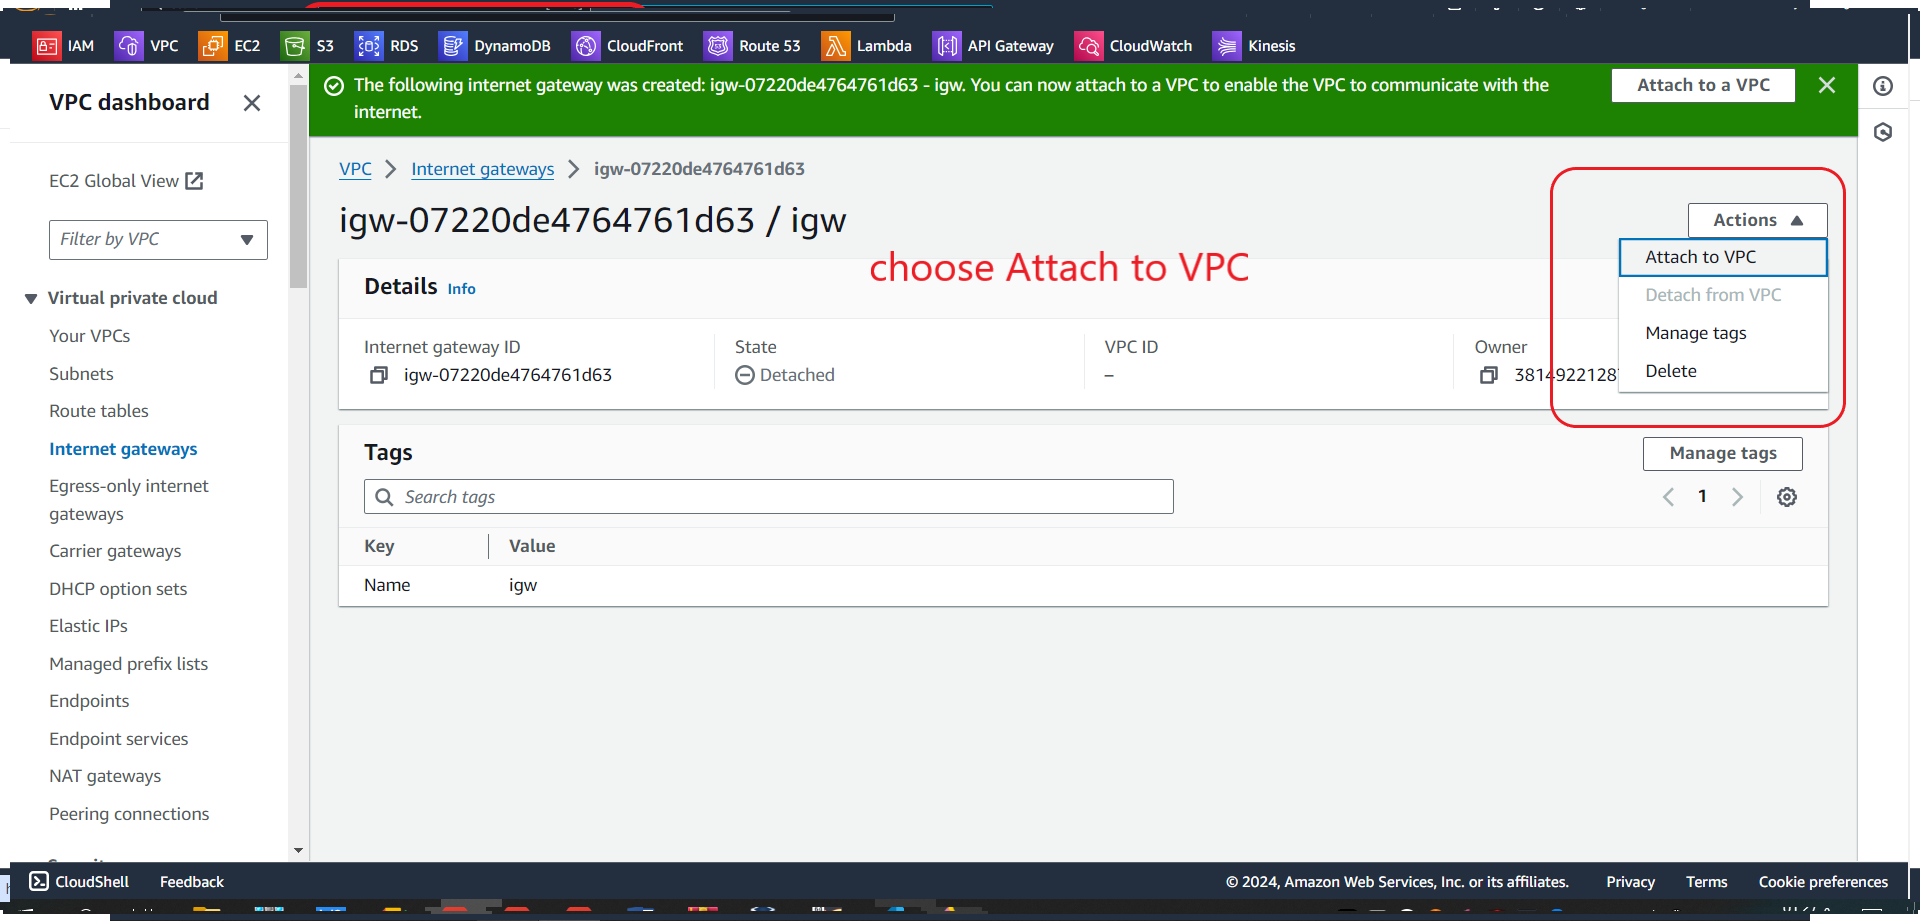 IAM VPC EC2 S3 RDS DynamoDB CloudFront Route 53 Lambda API Gateway CloudWatch Kinesis
VPC dashboard
EC2 Global View
Filter by VPC
Virtual private cloud
Your VPCs
Subnets
Route tables
Internet gateways
Egress-only internet
gateways
Carrier gateways
DHCP option sets
Elastic IPs
Managed prefix lists
Endpoints
Endpoint services
NAT gateways
Peering connections
The following internet gateway was created: igw-07220de4764761d63 - igw. You can now attach to a VPC to enable the VPC to communicate with the
internet.
Attach to a VPC
VPC Internet gateways igw-07220de4764761d63
igw-07220de4764761d63 / igw
Actions
Attach to VPC
Detach from VPC
Manage tags
Delete
choose Attach to VPC
Details Info
Internet gateway ID
igw-07220de4764761d63
State
Detached
VPC ID
–
Owner
Tags
Manage tags
Search tags
1
Key Value
Name igw
CloudShell Feedback © 2024, Amazon Web Services, Inc. or its affiliates. Privacy Terms Cookie preferences